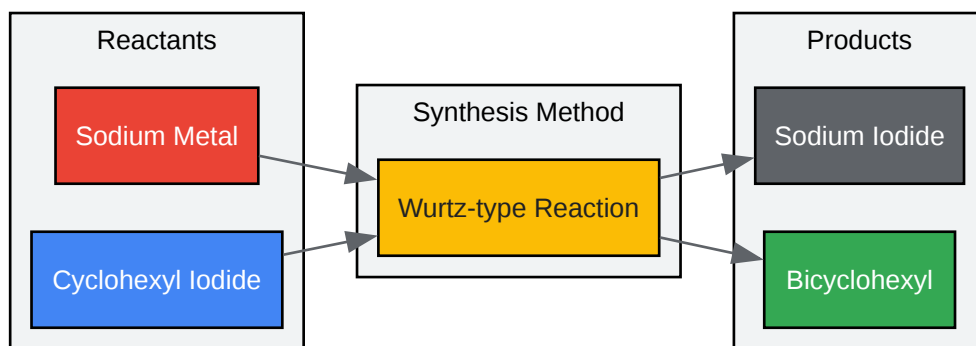 Reactants
Sodium Metal
Cyclohexyl Iodide
Synthesis Method
Wurtz-type Reaction
Products
Sodium Iodide
Bicyclohexyl